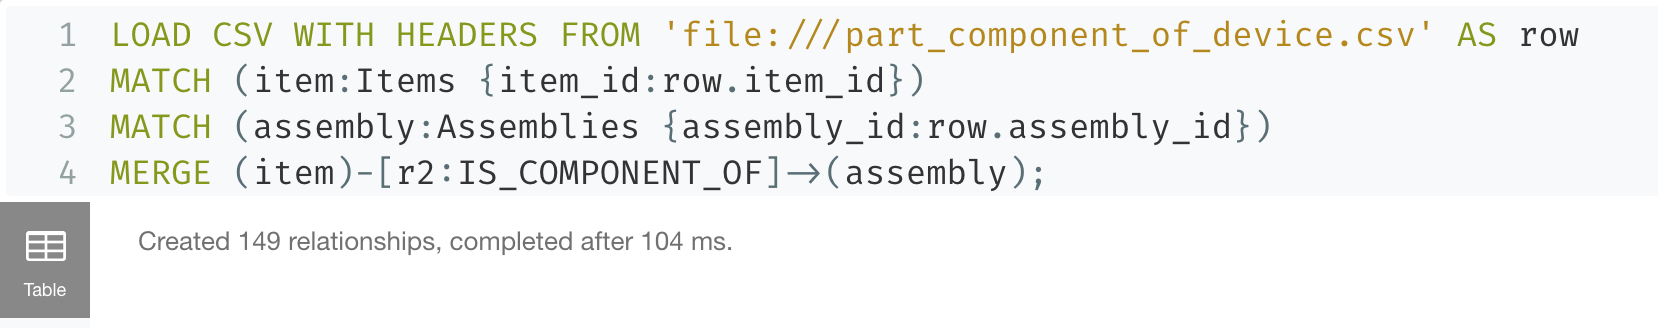 1 LOAD CSV WITH HEADERS FROM 'file:///part_component_of_device.csv' AS row
2 MATCH (item:Items {item_id:row.item_id})
3 MATCH (assembly:Assemblies {assembly_id:row.assembly_id})
4 MERGE (item)-[r2:IS_COMPONENT_OF]->(assembly);
Created 149 relationships, completed after 104 ms.
Table